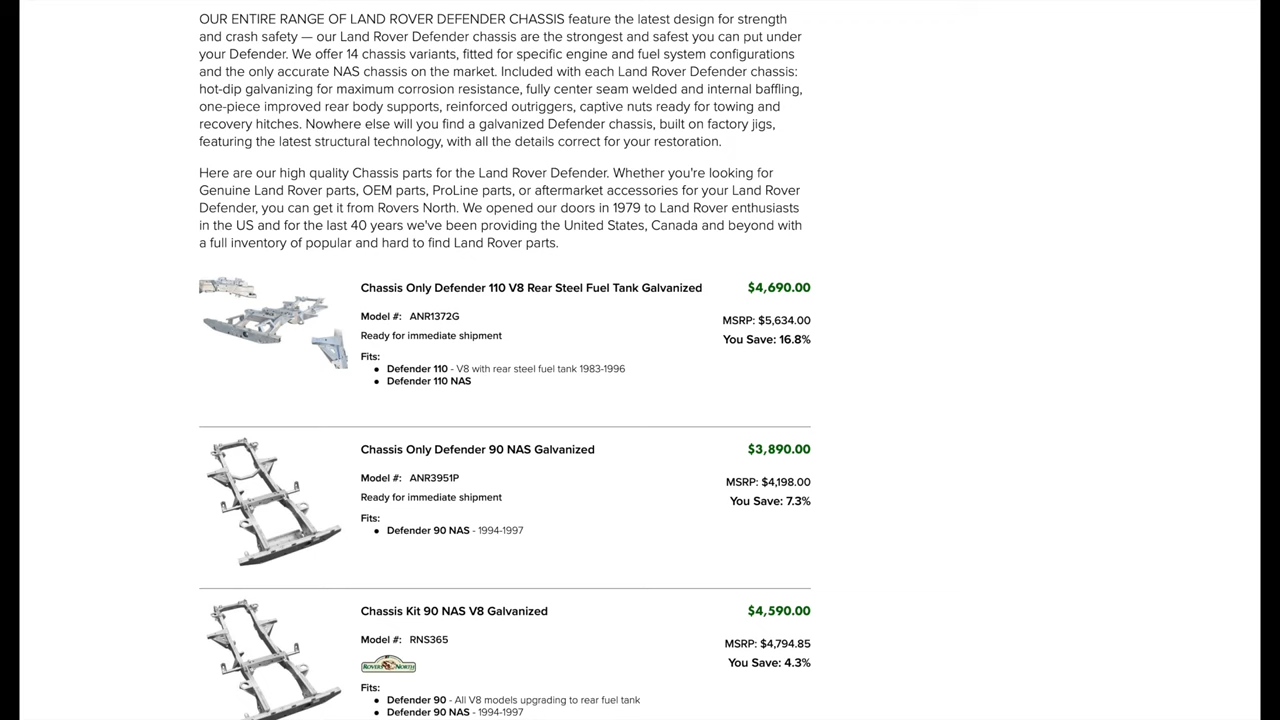 OUR ENTIRE RANGE OF LAND ROVER DEFENDER CHASSIS feature the latest design for strength
and crash safety — our Land Rover Defender chassis are the strongest and safest you can put under
your Defender. We offer 14 chassis variants, fitted for specific engine and fuel system configurations
and the only accurate NAS chassis on the market. Included with each Land Rover Defender chassis:
hot-dip galvanizing for maximum corrosion resistance, fully center seam welded and internal baffling,
one-piece improved rear body supports, reinforced outriggers, captive nuts ready for towing and
recovery hitches. Nowhere else will you find a galvanized Defender chassis, built on factory jigs,
featuring the latest structural technology, with all the details correct for your restoration.
Here are our high quality Chassis parts for the Land Rover Defender. Whether you're looking for
Genuine Land Rover parts, OEM parts, ProLine parts, or aftermarket accessories for your Land Rover
Defender, you can get it from Rovers North. We opened our doors in 1979 to Land Rover enthusiasts
in the US and for the last 40 years we've been providing the United States, Canada and beyond with
a full inventory of popular and hard to find Land Rover parts.
Chassis Only Defender 110 V8 Rear Steel Fuel Tank Galvanized
$4,690.00
Model #: ANR1372G
MSRP: $5,634.00
Ready for immediate shipment
You Save: 16.8%
Fits:
• Defender 110 - V8 with rear steel fuel tank 1983-1996
• Defender 110 NAS
Chassis Only Defender 90 NAS Galvanized
$3,890.00
Model #: ANR3951P
MSRP: $4,198.00
Ready for immediate shipment
You Save: 7.3%
Fits:
• Defender 90 NAS - 1994-1997
Chassis Kit 90 NAS V8 Galvanized
$4,590.00
Model #: RNS365
MSRP: $4,794.85
ROVERS NORTH
You Save: 4.3%
Fits:
• Defender 90 - All V8 models upgrading to rear fuel tank
• Defender 90 NAS - 1994-1997